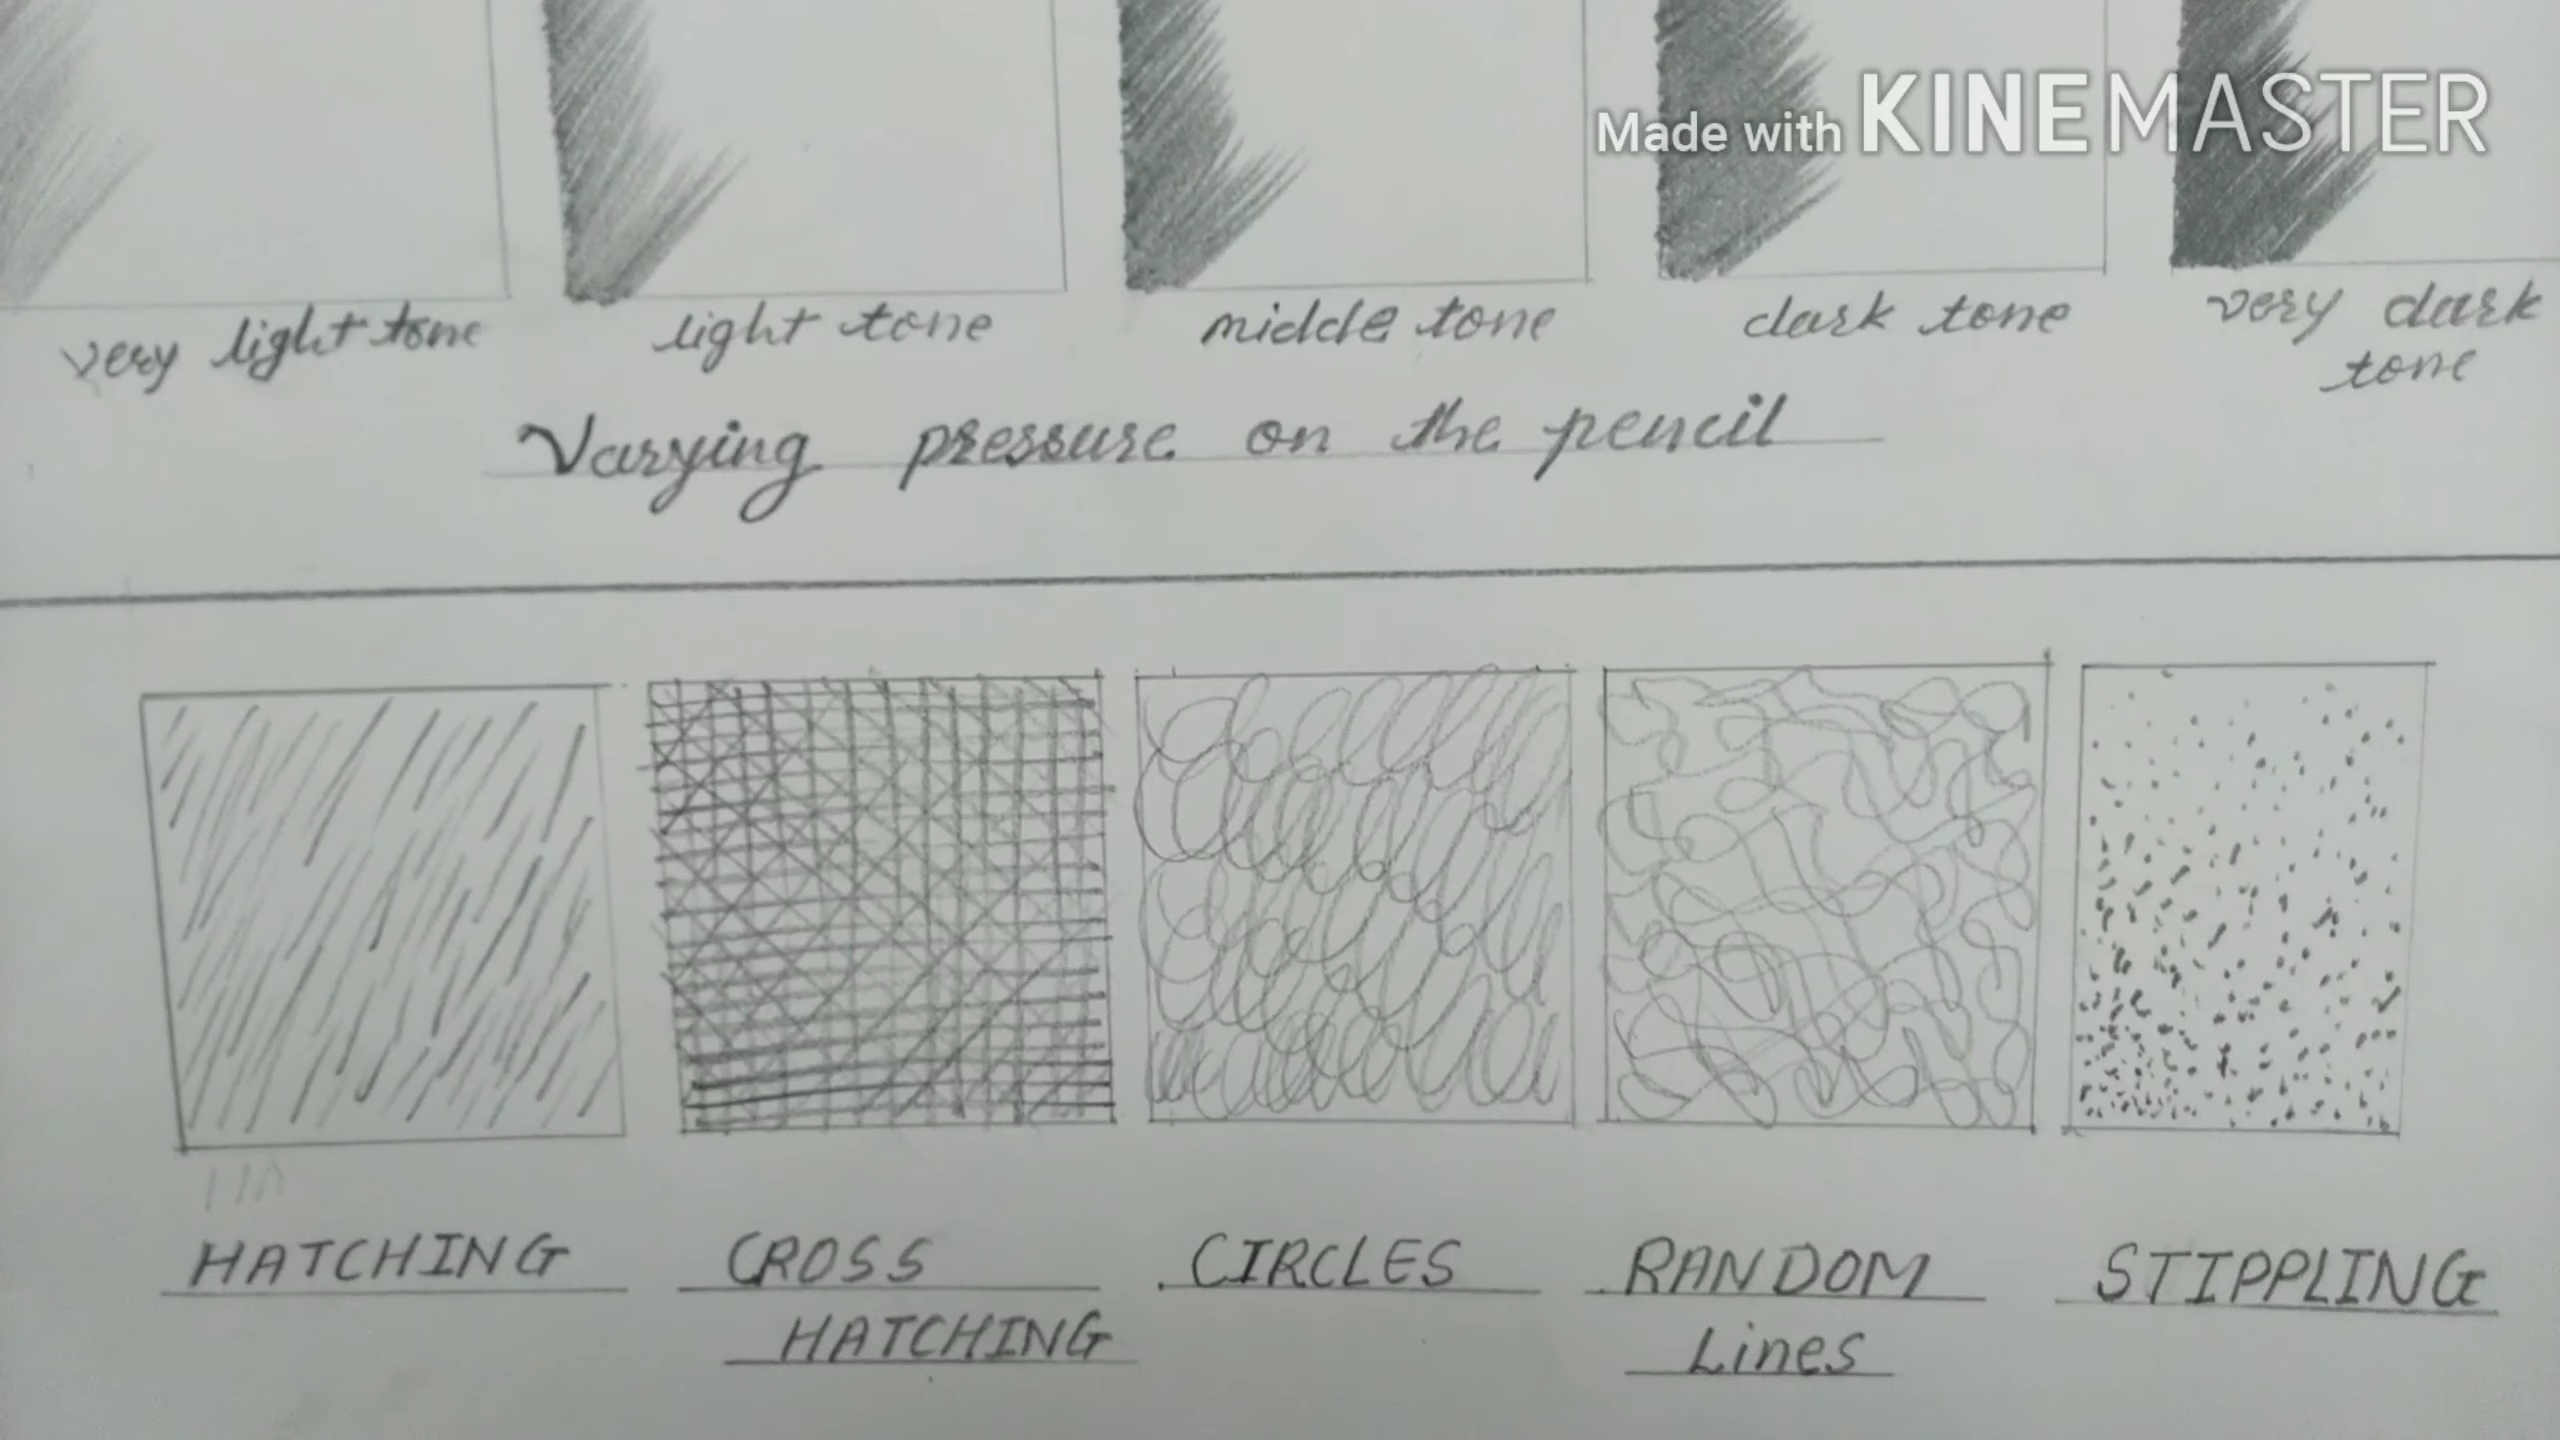 Made with KINEMASTER
very light tone
light tone
middle tone
dark tone
very dark
tone
Varying pressure on the pencil
HATCHING
CROSS
HATCHING
CIRCLES
RANDOM
Lines
STIPPLING